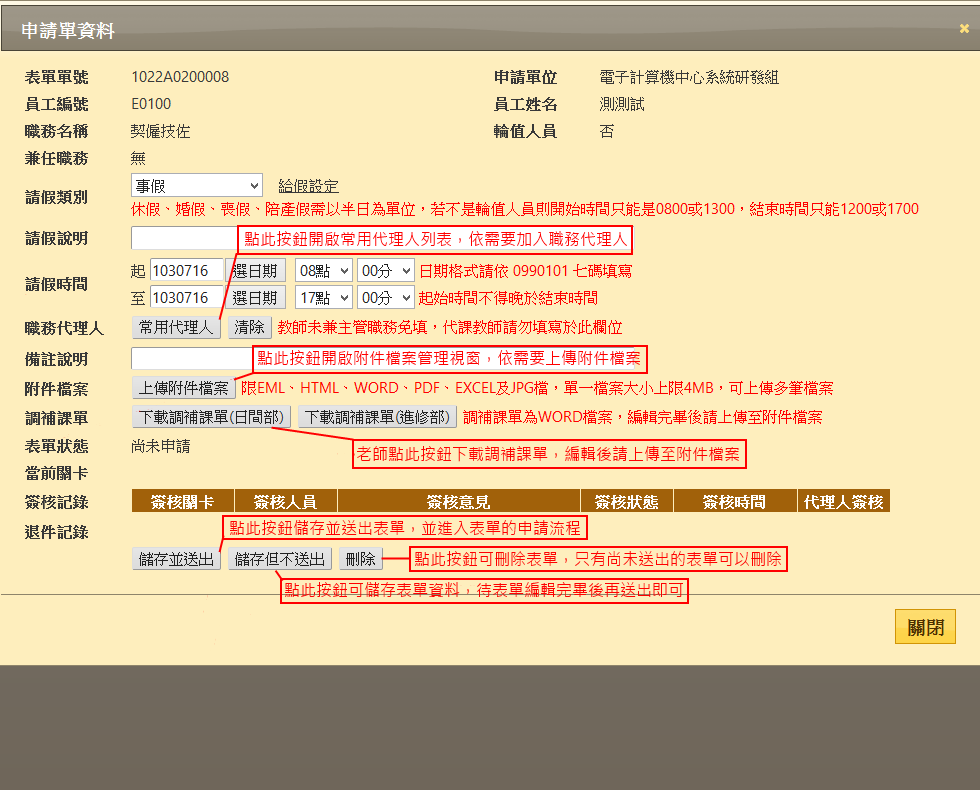 申請單資料
表單單號 1022A0200008 申請單位 電子計算機中心系統研發組
員工編號 E0100 員工姓名 測測試
職務名稱 契僱技佐 輪值人員 否
兼任職務 無
請假類別 事假 給假設定
休假、婚假、喪假、陪產假需以半日為單位，若不是輪值人員則開始時間只能是0800或1300，結束時間只能1200或1700
請假說明 點此按鈕開啟常用代理人列表，依需要加入職務代理人
請假時間 起 1030716 選日期 08點 00分 日期格式請依 0990101 七碼填寫
至 1030716 選日期 17點 00分 起始時間不得晚於結束時間
職務代理人 常用代理人 清除 教師未兼主管職務免填，代課教師請勿填寫於此欄位
備註說明 點此按鈕開啟附件檔案管理視窗，依需要上傳附件檔案
附件檔案 上傳附件檔案 限EML、HTML、WORD、PDF、EXCEL及JPG檔，單一檔案大小上限4MB，可上傳多筆檔案
調補課單 下載調補課單(日間部) 下載調補課單(進修部) 調補課單為WORD檔案，編輯完畢後請上傳至附件檔案
表單狀態 尚未申請
老師點此按鈕下載調補課單，編輯後請上傳至附件檔案
當前關卡
簽核記錄 簽核關卡 簽核人員 簽核意見 簽核狀態 簽核時間 代理人簽核
退件記錄 點此按鈕儲存並送出表單，並進入表單的申請流程
儲存並送出 儲存但不送出 刪除 點此按鈕可刪除表單，只有尚未送出的表單可以刪除
點此按鈕可儲存表單資料，待表單編輯完畢後再送出即可
關閉